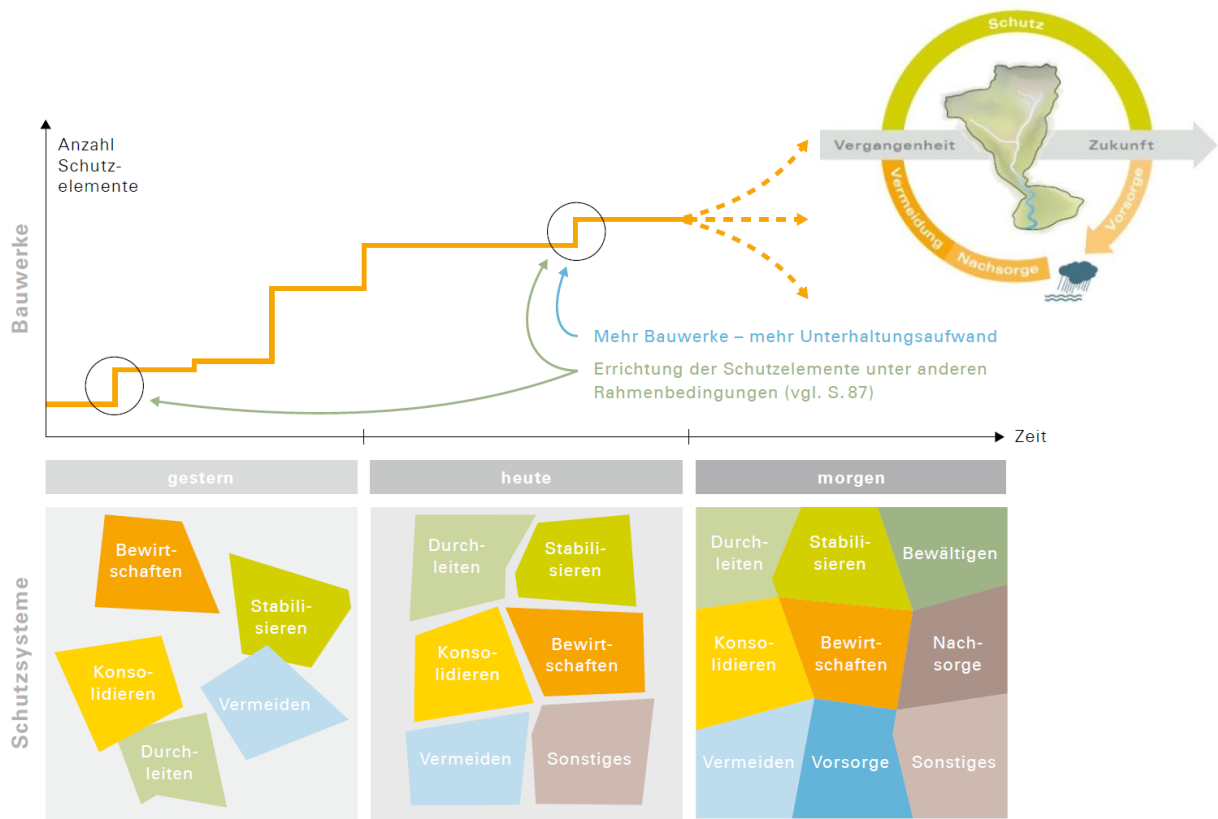 Schutz
Vergangenheit
Zukunft
Vermeidung
Nachsorge
Vorsorge
Anzahl
Schutz-
elemente
Bauwerke
Mehr Bauwerke – mehr Unterhaltungsaufwand
Errichtung der Schutzelemente unter anderen
Rahmenbedingungen (vgl. S. 87)
Zeit
gestern
heute
morgen
Schutzsysteme
Bewirt-
schaften
Stabili-
sieren
Konso-
lidieren
Vermeiden
Durch-
leiten
Durch-
leiten
Stabili-
sieren
Konso-
lidieren
Bewirt-
schaften
Vermeiden
Sonstiges
Durch-
leiten
Stabili-
sieren
Bewältigen
Konso-
lidieren
Bewirt-
schaften
Nach-
sorge
Vermeiden
Vorsorge
Sonstiges